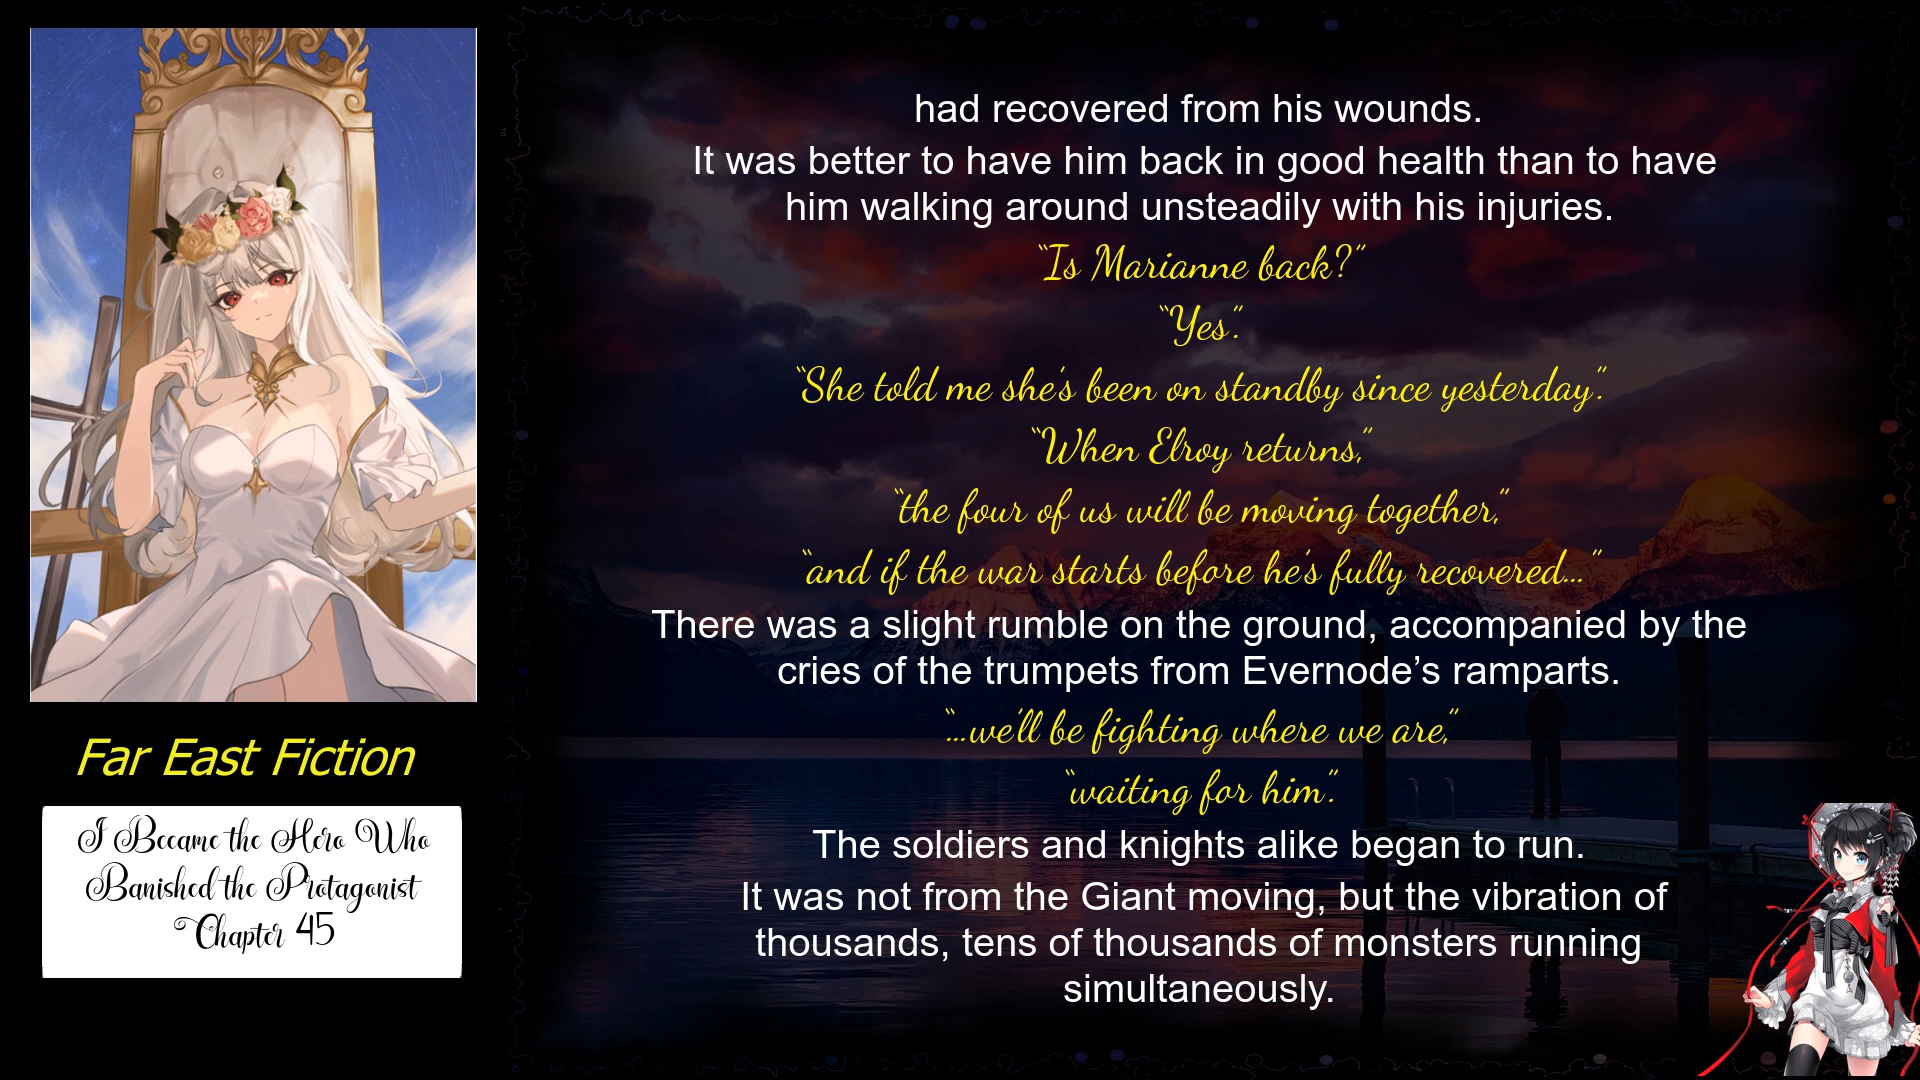 Far East Fiction
I Became the Hero Who
Banished the Protagonist
Chapter 45
had recovered from his wounds.
It was better to have him back in good health than to have
him walking around unsteadily with his injuries.
“Is Marianne back?”
“Yes”.
“She told me she’s been on standby since yesterday”.
“When Elroy returns,”
“the four of us will be moving together,”
“and if the war starts before he’s fully recovered…”
There was a slight rumble on the ground, accompanied by the
cries of the trumpets from Evernode’s ramparts.
“…we’ll be fighting where we are,”
“waiting for him”.
The soldiers and knights alike began to run.
It was not from the Giant moving, but the vibration of
thousands, tens of thousands of monsters running
simultaneously.